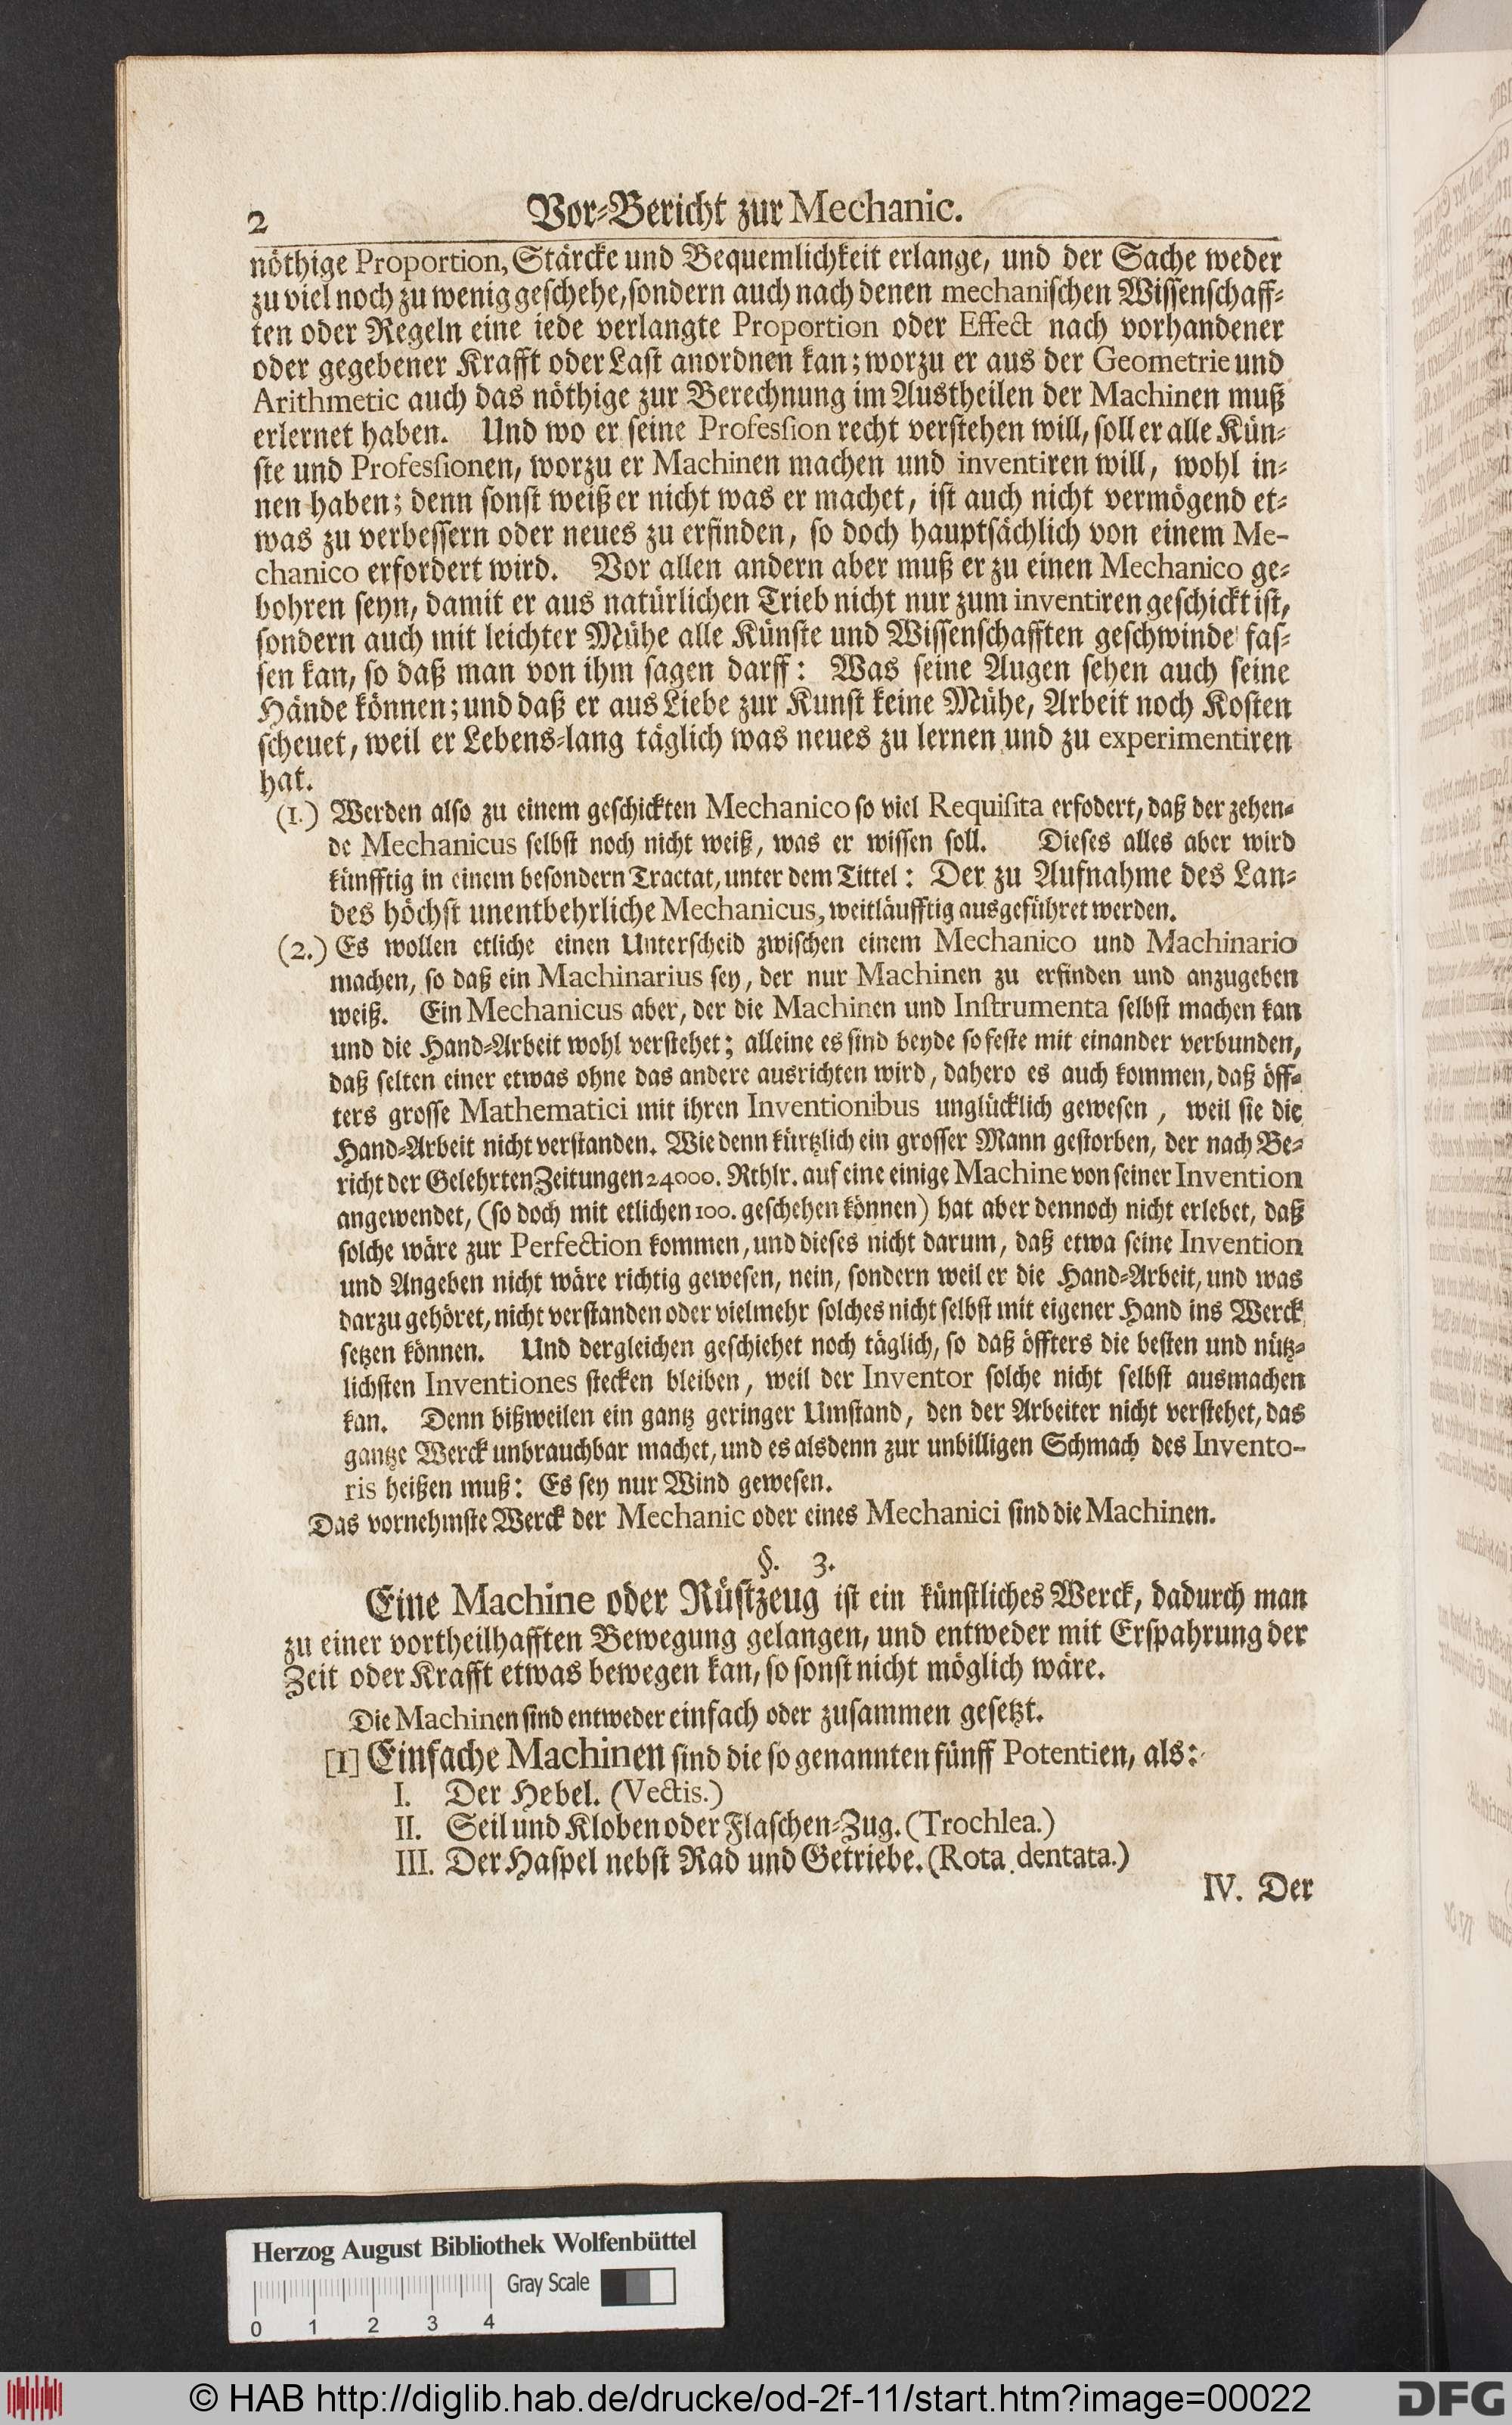 2 Vor-Bericht zur Mechanic.
nöthige Proportion, Stärcke und Bequemlichkeit erlange, und der Sache weder
zu viel noch zu wenig geschehe, sondern auch nach denen mechanischen Wissenschaff-
ten oder Regeln eine iede verlangte Proportion oder Effect nach vorhandener
oder gegebener Krafft oder Last anordnen kan; worzu er aus der Geometrie und
Arithmetic auch das nöthige zur Berechnung im Austheilen der Machinen muß
erlernet haben. Und wo er seine Profession recht verstehen will, soll er alle Kün-
ste und Professionen, worzu er Machinen machen und inventiren will, wohl in-
nen haben; denn sonst weiß er nicht was er machet, ist auch nicht vermögend et-
was zu verbessern oder neues zu erfinden, so doch hauptsächlich von einem Me-
chanico erfordert wird. Vor allen andern aber muß er zu einen Mechanico ge-
bohren seyn, damit er aus natürlichen Trieb nicht nur zum inventiren geschickt ist,
sondern auch mit leichter Mühe alle Künste und Wissenschafften geschwinde fas-
sen kan, so daß man von ihm sagen darff: Was seine Augen sehen auch seine
Hände können; und daß er aus Liebe zur Kunst keine Mühe, Arbeit noch Kosten
scheuet, weil er Lebens-lang täglich was neues zu lernen und zu experimentiren
hat.
(1.) Werden also zu einem geschickten Mechanico so viel Requisita erfodert, daß der zehen-
de Mechanicus selbst noch nicht weiß, was er wissen soll. Dieses alles aber wird
künfftig in einem besondern Tractat, unter dem Tittel: Der zu Aufnahme des Lan-
des höchst unentbehrliche Mechanicus, weitläufftig ausgeführet werden.
(2.) Es wollen etliche einen Unterscheid zwischen einem Mechanico und Machinario
machen, so daß ein Machinarius sey, der nur Machinen zu erfinden und anzugeben
weiß. Ein Mechanicus aber, der die Machinen und Instrumenta selbst machen kan
und die Hand-Arbeit wohl verstehet; alleine es sind beyde so feste mit einander verbunden,
daß selten einer etwas ohne das andere ausrichten wird, dahero es auch kommen, daß öff-
ters grosse Mathematici mit ihren Inventionibus unglücklich gewesen, weil sie die
Hand-Arbeit nicht verstanden. Wie denn kürtzlich ein grosser Mann gestorben, der nach Be-
richt der Gelehrten Zeitungen 24000. Rthlr. auf eine einige Machine von seiner Invention
angewendet, (so doch mit etlichen 100. geschehen können) hat aber dennoch nicht erlebet, daß
solche wäre zur Perfection kommen, und dieses nicht darum, daß etwa seine Invention
und Angeben nicht wäre richtig gewesen, nein, sondern weil er die Hand-Arbeit, und was
darzu gehöret, nicht verstanden oder vielmehr solches nicht selbst mit eigener Hand ins Werck
setzen können. Und dergleichen geschiehet noch täglich, so daß öffters die besten und nütz-
lichsten Inventiones stecken bleiben, weil der Inventor solche nicht selbst ausmachen
kan. Denn bißweilen ein gantz geringer Umstand, den der Arbeiter nicht verstehet, das
gantze Werck unbrauchbar machet, und es alsdenn zur unbilligen Schmach des Invento-
ris heißen muß: Es sey nur Wind gewesen.
Das vornehmste Werck der Mechanic oder eines Mechanici sind die Machinen.
§. 3.
Eine Machine oder Rüstzeug ist ein künstliches Werck, dadurch man
zu einer vortheilhafften Bewegung gelangen, und entweder mit Erspahrung der
Zeit oder Krafft etwas bewegen kan, so sonst nicht möglich wäre.
Die Machinen sind entweder einfach oder zusammen gesetzt.
[I] Einfache Machinen sind die so genannten fünff Potentien, als:
I. Der Hebel. (Vectis.)
II. Seil und Kloben oder Flaschen-Zug. (Trochlea.)
III. Der Haspel nebst Rad und Getriebe. (Rota dentata.)
IV. Der
Herzog August Bibliothek Wolfenbüttel
Gray Scale
0 1 2 3 4
© HAB http://diglib.hab.de/drucke/od-2f-11/start.htm?image=00022
DFG